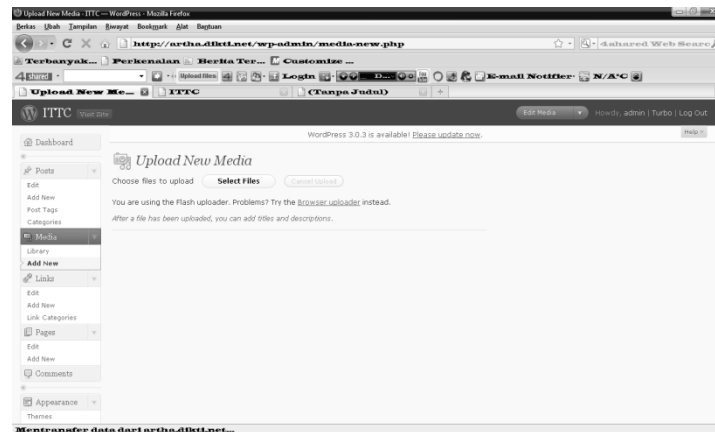 Upload New Media ‹ ITTC — WordPress - Mozilla Firefox
Berkas Ubah Tampilan Riwayat Bookmark Alat Bantuan
http://artha.dikti.net/wp-admin/media-new.php
4shared Web Searc
Terbanyak... Perkenalan Berita Ter... Customize ...
4shared Upload files Login D... E-mail Notifier N/A°C
Upload New Me... ITTC (Tanpa Judul)
ITTC Visit Site Edit Media Howdy, admin | Turbo | Log Out
WordPress 3.0.3 is available! Please update now. Help
Dashboard
Upload New Media
Posts
Choose files to upload Select Files Cancel Upload
Edit
Add New
You are using the Flash uploader. Problems? Try the Browser uploader instead.
Post Tags
After a file has been uploaded, you can add titles and descriptions.
Categories
Media
Library
Add New
Links
Edit
Add New
Link Categories
Pages
Edit
Add New
Comments
Appearance
Themes
Mentransfer data dari artha.dikti.net...